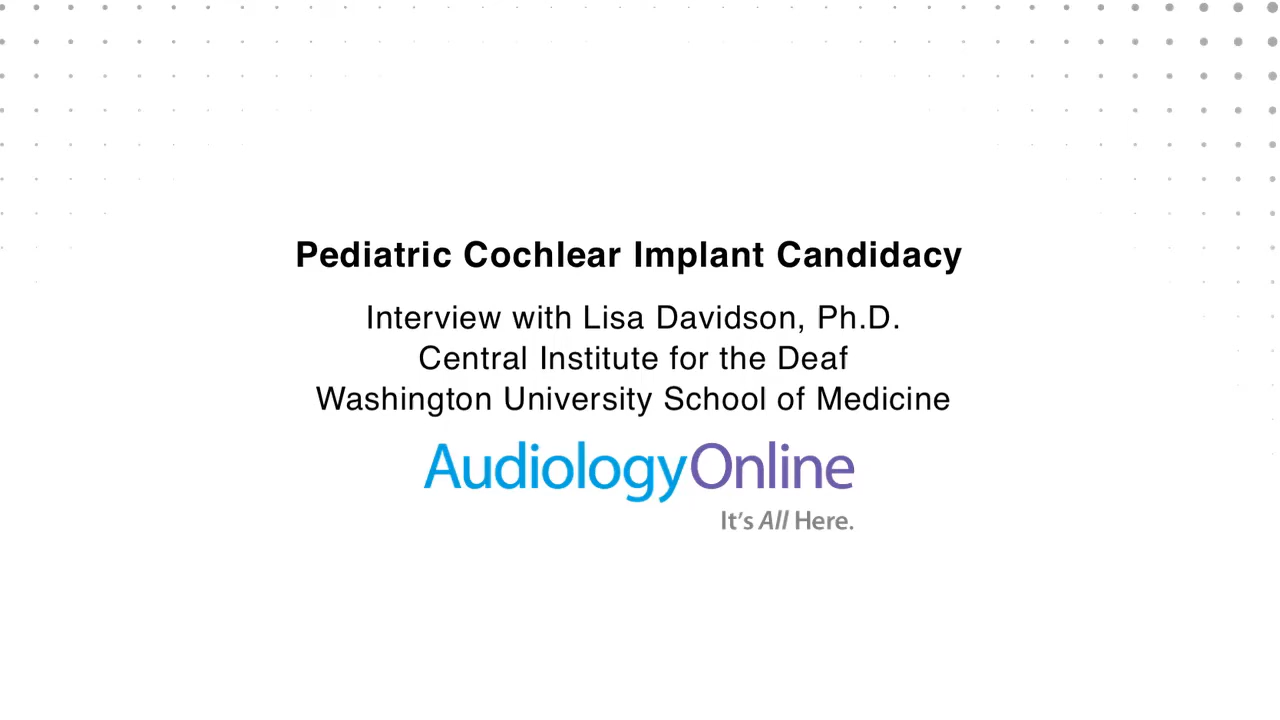 Pediatric Cochlear Implant Candidacy
Interview with Lisa Davidson, Ph.D.
Central Institute for the Deaf
Washington University School of Medicine
AudiologyOnline
It's All Here.